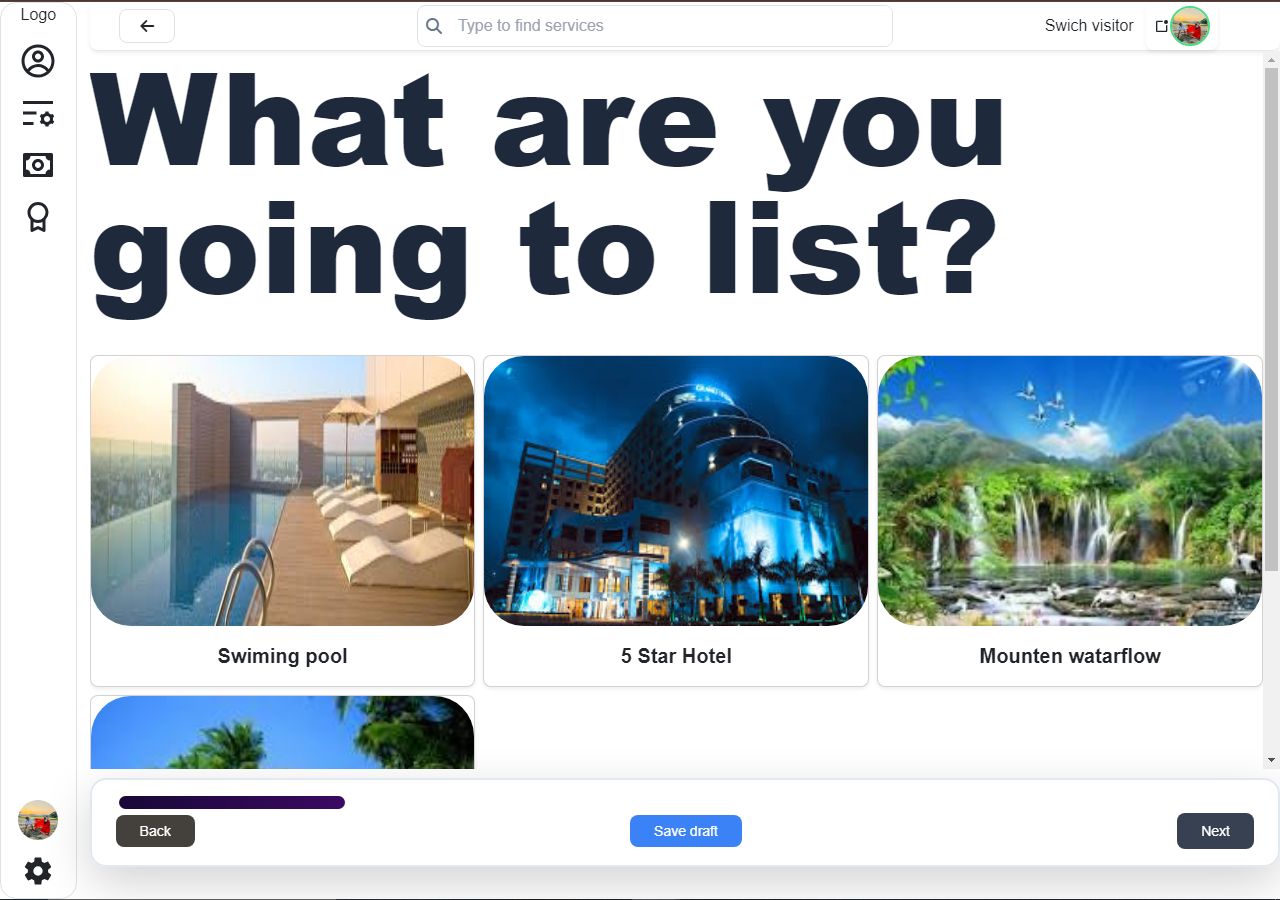 Logo
Type to find services
Swich visitor
What are you
going to list?
Swiming pool
5 Star Hotel
Mounten watarflow
Back
Save draft
Next